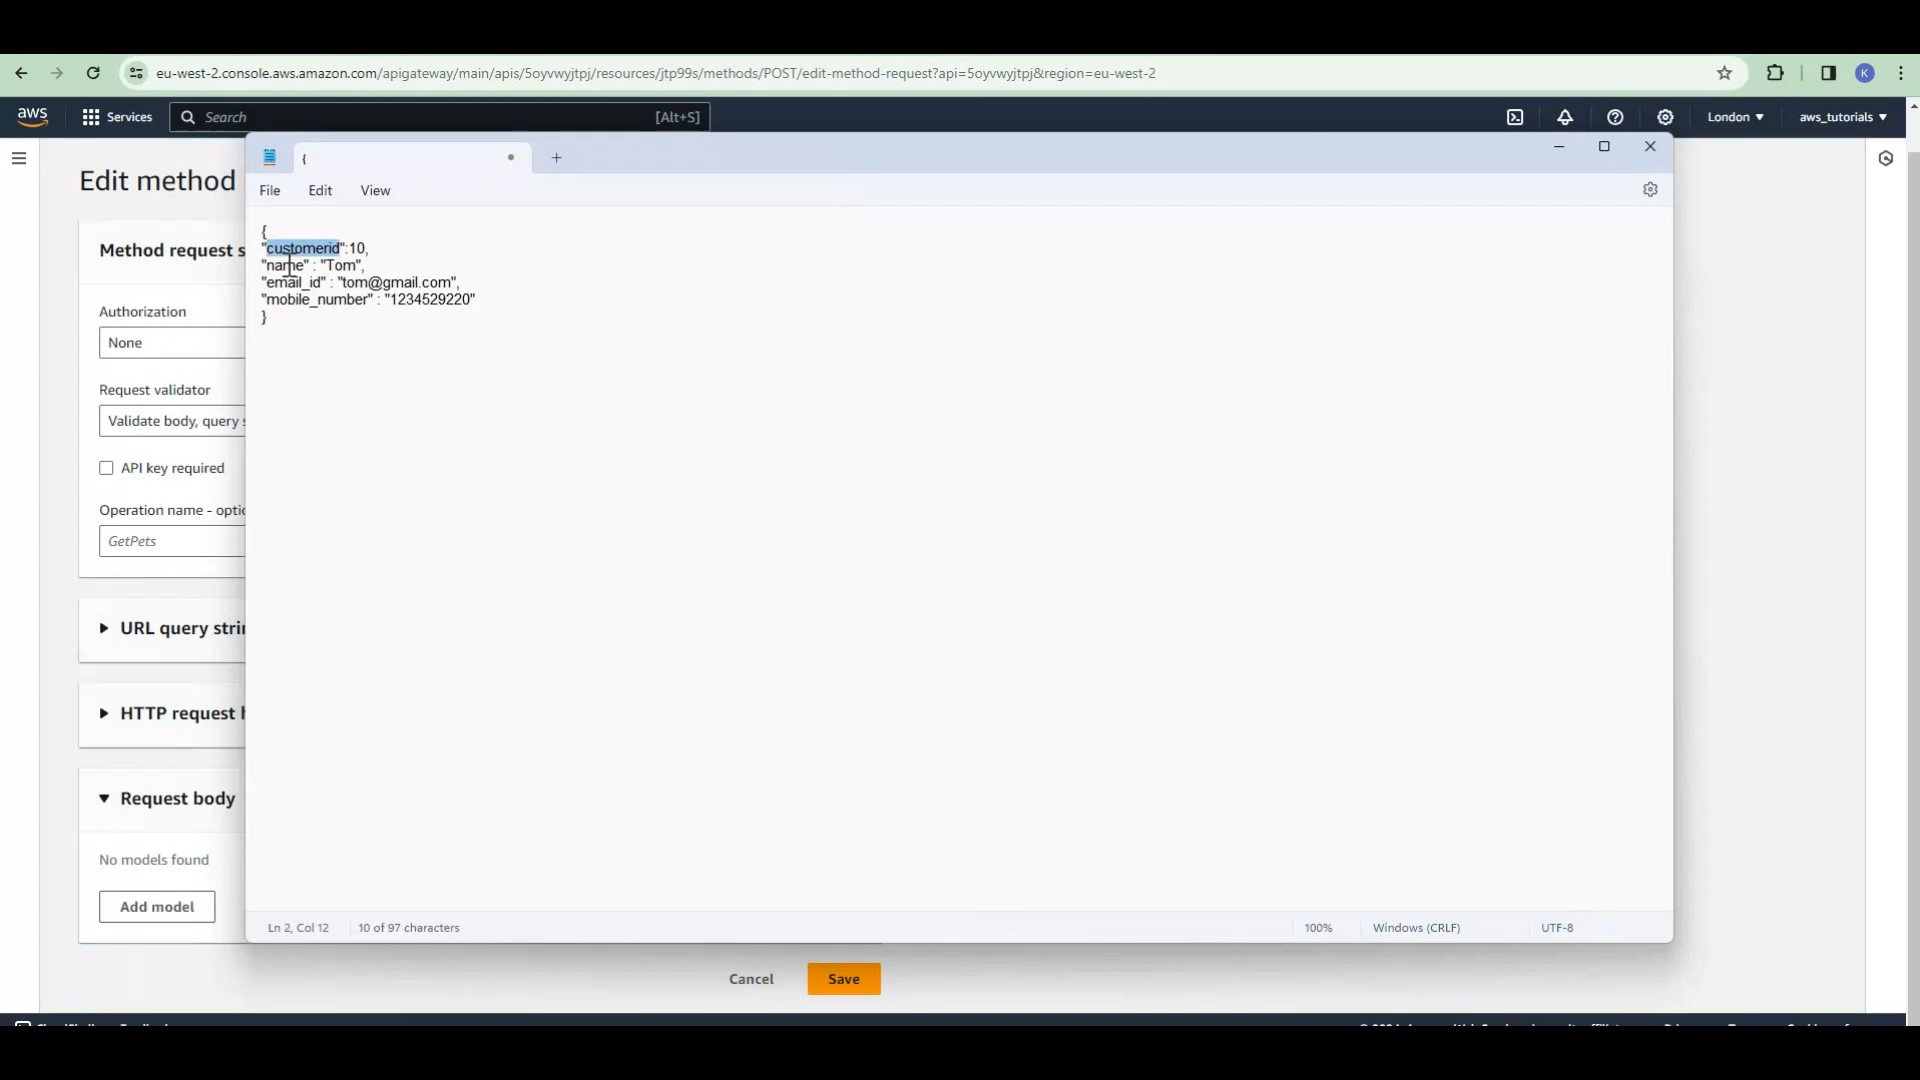 eu-west-2.console.aws.amazon.com/apigateway/main/apis/5oyvwyjtpj/resources/jtp99s/methods/POST/edit-method-request?api=5oyvwyjtpj&region=eu-west-2
K
aws
Services
Search
[Alt+S]
London
aws_tutorials
{
File
Edit
View
Edit method
Method request s
Authorization
None
Request validator
Validate body, query s
API key required
Operation name - optio
GetPets
URL query strin
HTTP request h
Request body
No models found
Add model
{
"customerid":10,
"name" : "Tom",
"email_id" : "tom@gmail.com",
"mobile_number" : "1234529220"
}
Ln 2, Col 12
10 of 97 characters
100%
Windows (CRLF)
UTF-8
Cancel
Save